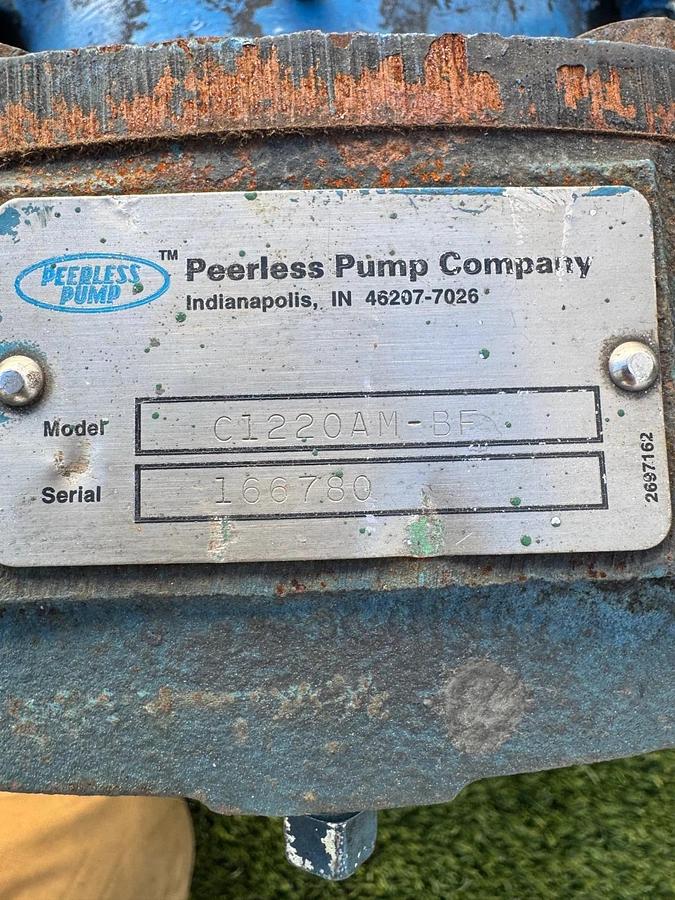 PEERLESS
PUMP
™ Peerless Pump Company
Indianapolis, IN 46207-7026
Model C1220AM-BF
Serial 166780
2697162